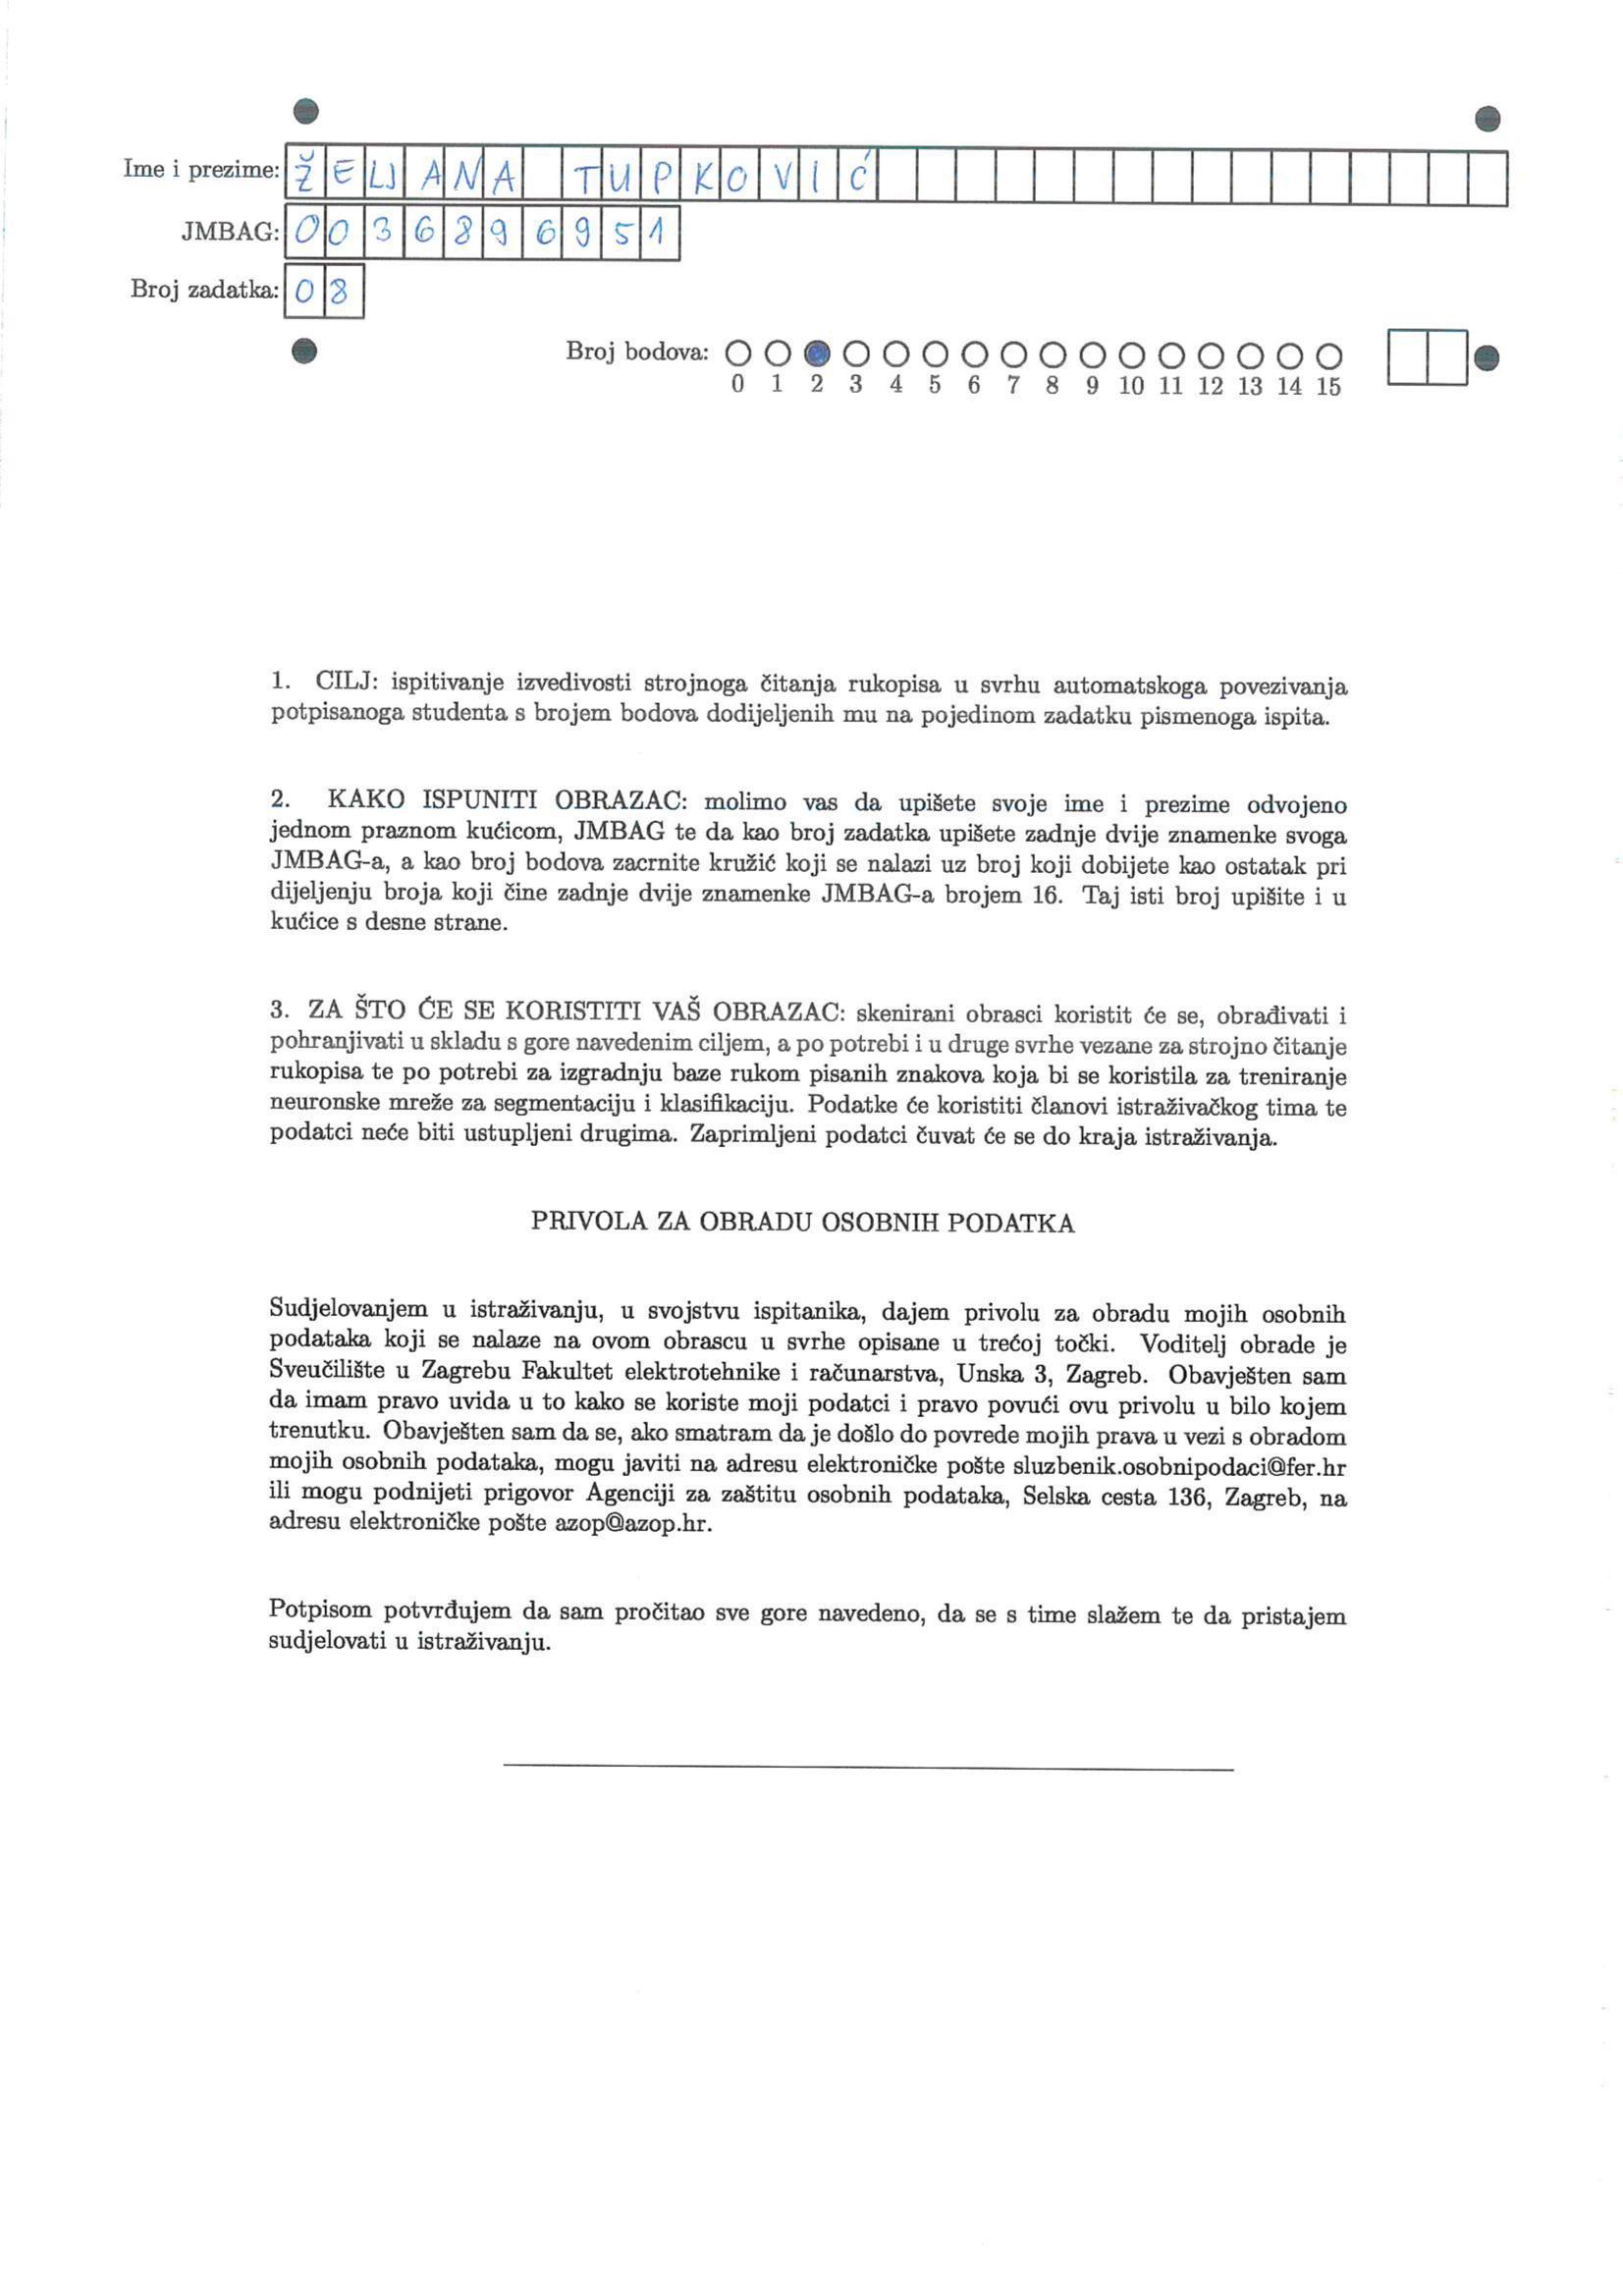 Ime i prezime: ŽELJANA TUPKOVIĆ
JMBAG: 0036896951
Broj zadatka: 08
Broj bodova:
0 1 2 3 4 5 6 7 8 9 10 11 12 13 14 15
1. CILJ: ispitivanje izvedivosti strojnoga čitanja rukopisa u svrhu automatskoga povezivanja
potpisanoga studenta s brojem bodova dodijeljenih mu na pojedinom zadatku pismenoga ispita.
2. KAKO ISPUNITI OBRAZAC: molimo vas da upišete svoje ime i prezime odvojeno
jednom praznom kućicom, JMBAG te da kao broj zadatka upišete zadnje dvije znamenke svoga
JMBAG-a, a kao broj bodova zacrnite kružić koji se nalazi uz broj koji dobijete kao ostatak pri
dijeljenju broja koji čine zadnje dvije znamenke JMBAG-a brojem 16. Taj isti broj upišite i u
kućice s desne strane.
3. ZA ŠTO ĆE SE KORISTITI VAŠ OBRAZAC: skenirani obrasci koristit će se, obrađivati i
pohranjivati u skladu s gore navedenim ciljem, a po potrebi i u druge svrhe vezane za strojno čitanje
rukopisa te po potrebi za izgradnju baze rukom pisanih znakova koja bi se koristila za treniranje
neuronske mreže za segmentaciju i klasifikaciju. Podatke će koristiti članovi istraživačkog tima te
podatci neće biti ustupljeni drugima. Zaprimljeni podatci čuvat će se do kraja istraživanja.
PRIVOLA ZA OBRADU OSOBNIH PODATKA
Sudjelovanjem u istraživanju, u svojstvu ispitanika, dajem privolu za obradu mojih osobnih
podataka koji se nalaze na ovom obrascu u svrhe opisane u trećoj točki. Voditelj obrade je
Sveučilište u Zagrebu Fakultet elektrotehnike i računarstva, Unska 3, Zagreb. Obavješten sam
da imam pravo uvida u to kako se koriste moji podatci i pravo povući ovu privolu u bilo kojem
trenutku. Obavješten sam da se, ako smatram da je došlo do povrede mojih prava u vezi s obradom
mojih osobnih podataka, mogu javiti na adresu elektroničke pošte sluzbenik.osobnipodaci@fer.hr
ili mogu podnijeti prigovor Agenciji za zaštitu osobnih podataka, Selska cesta 136, Zagreb, na
adresu elektroničke pošte azop@azop.hr.
Potpisom potvrđujem da sam pročitao sve gore navedeno, da se s time slažem te da pristajem
sudjelovati u istraživanju.